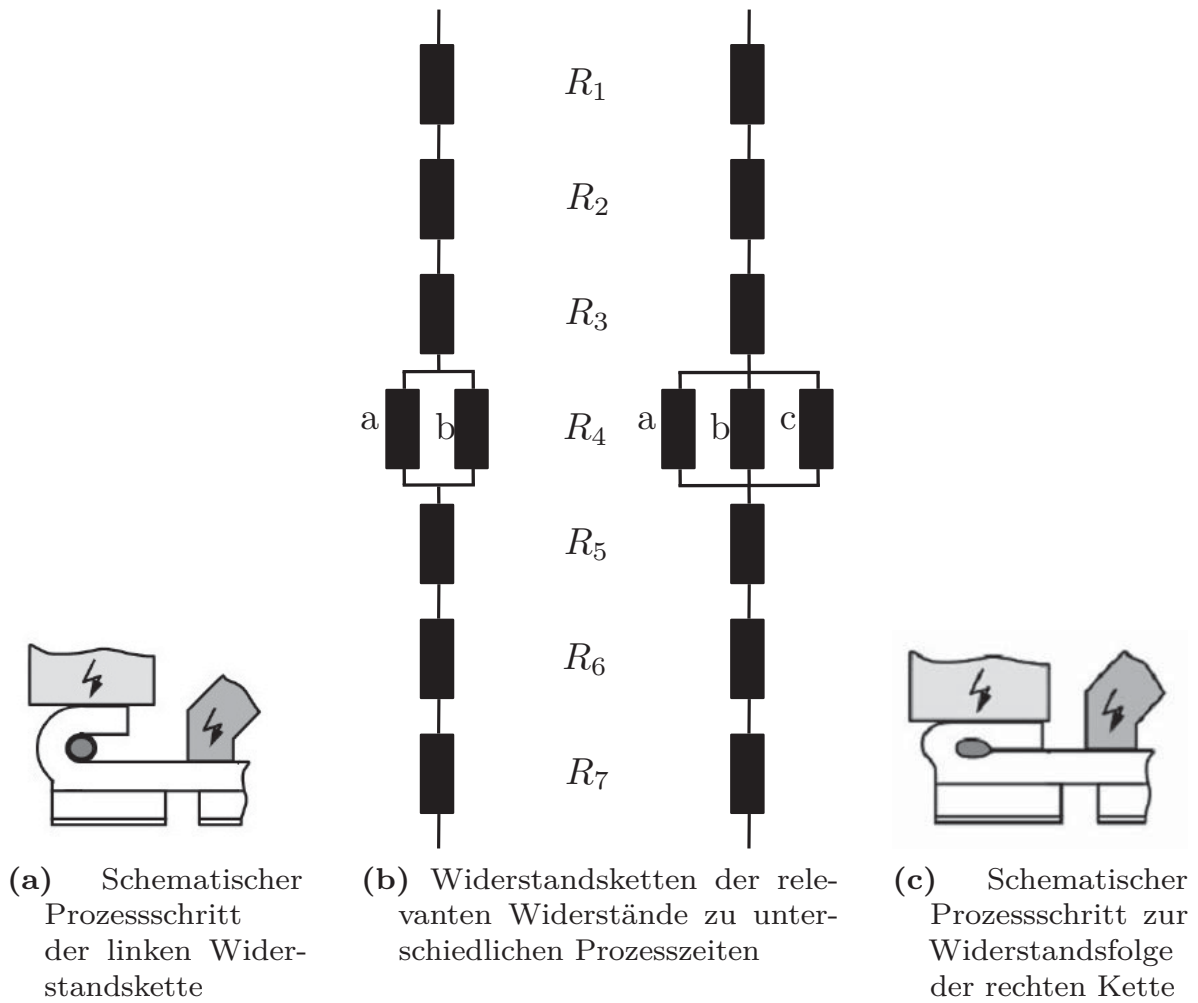 R₁
R₂
R₃
a b R₄ a b c
R₅
R₆
R₇
(a) Schematischer
Prozessschritt
der linken Wider-
standskette
(b) Widerstandsketten der rele-
vanten Widerstände zu unter-
schiedlichen Prozesszeiten
(c) Schematischer
Prozessschritt zur
Widerstandsfolge
der rechten Kette